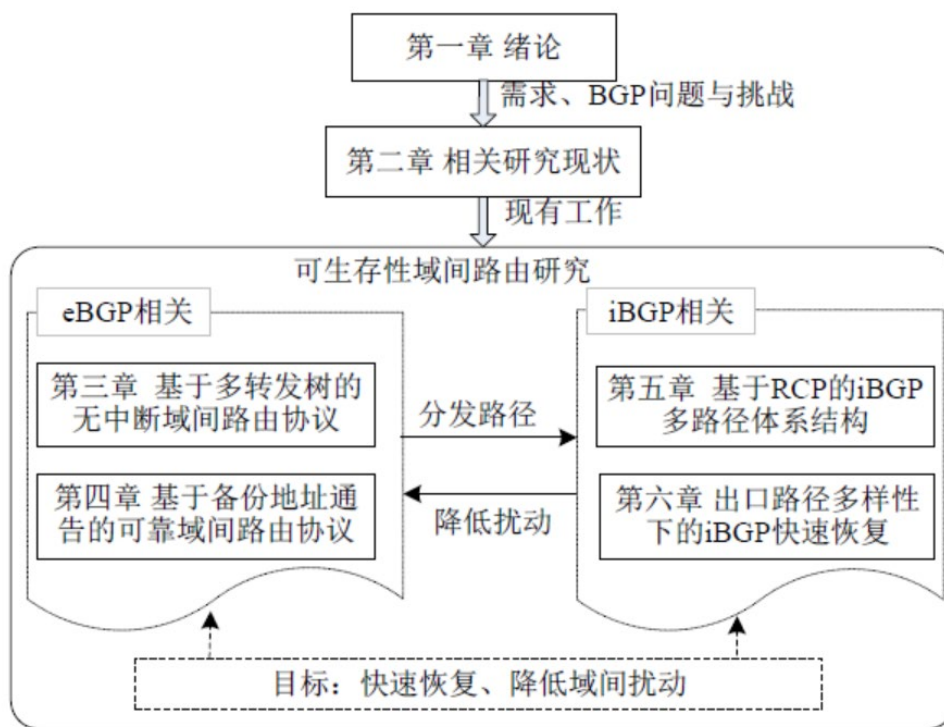 第一章 绪论
需求、BGP问题与挑战
第二章 相关研究现状
现有工作
可生存性域间路由研究
eBGP相关
第三章 基于多转发树的
无中断域间路由协议
第四章 基于备份地址通
告的可靠域间路由协议
分发路径
降低扰动
iBGP相关
第五章 基于RCP的iBGP
多路径体系结构
第六章 出口路径多样性
下的iBGP快速恢复
目标：快速恢复、降低域间扰动